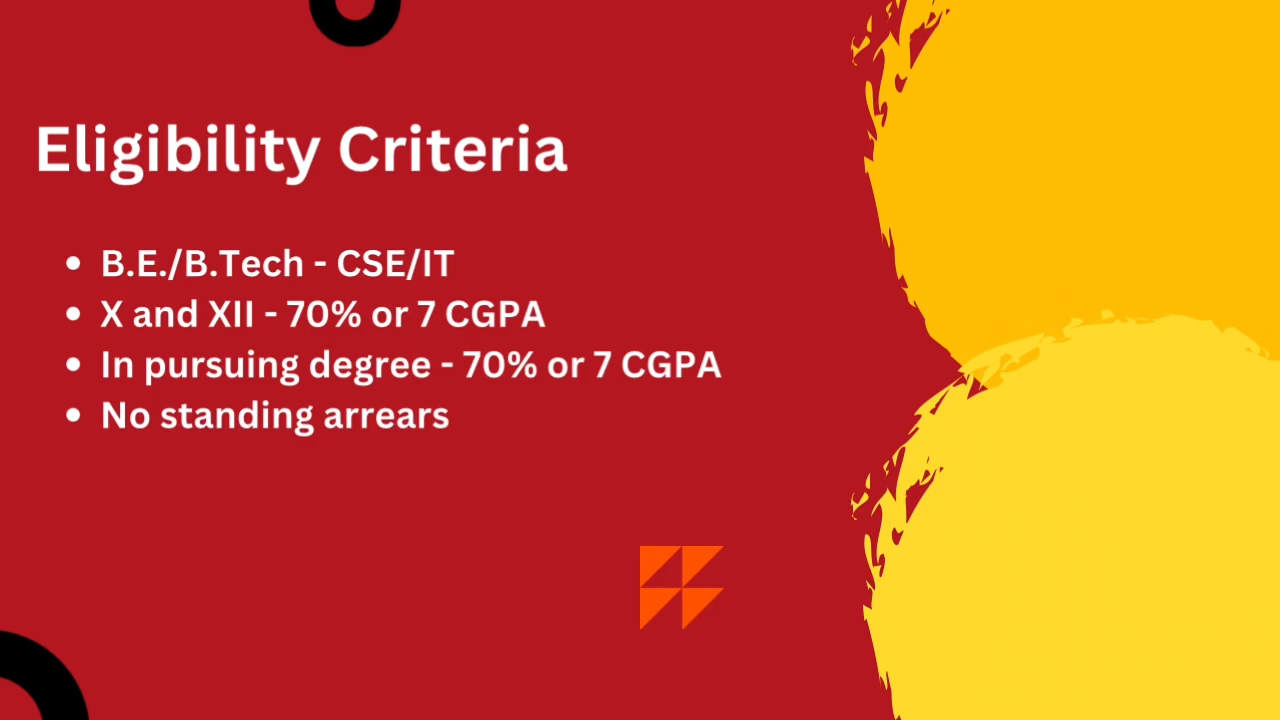 Eligibility Criteria
B.E./B.Tech - CSE/IT
X and XII - 70% or 7 CGPA
In pursuing degree - 70% or 7 CGPA
No standing arrears